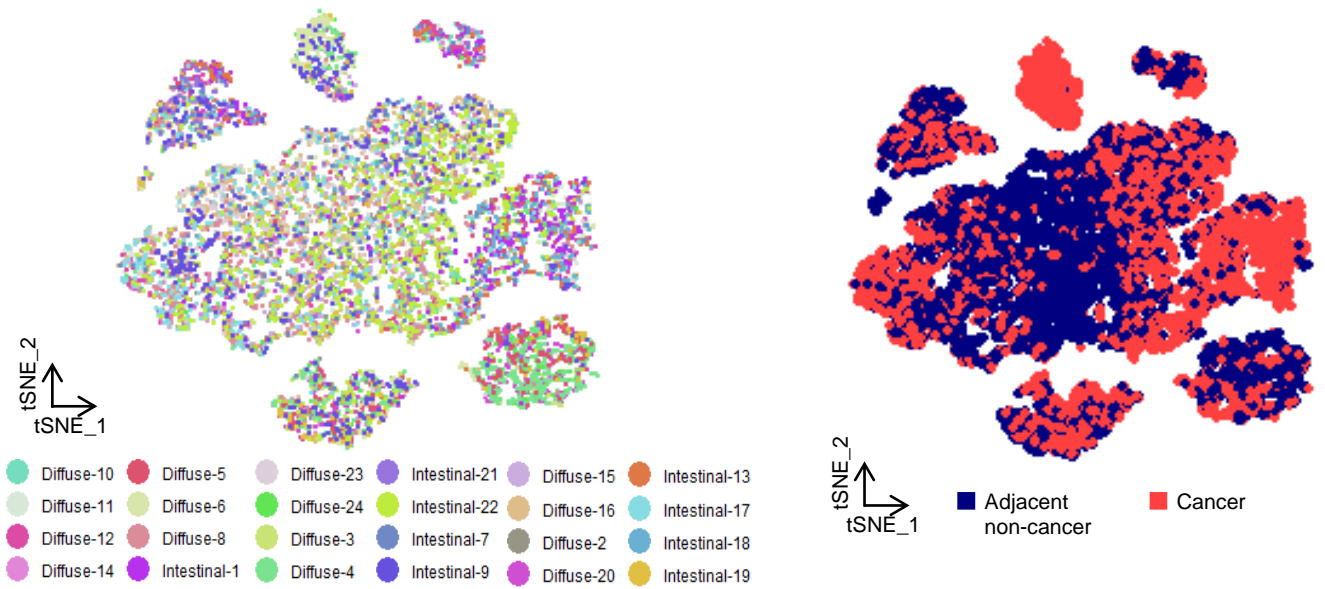 tSNE_2
tSNE_1
Diffuse-10
Diffuse-5
Diffuse-23
Intestinal-21
Diffuse-15
Intestinal-13
Diffuse-11
Diffuse-6
Diffuse-24
Intestinal-22
Diffuse-16
Intestinal-17
Diffuse-12
Diffuse-8
Diffuse-3
Intestinal-7
Diffuse-2
Intestinal-18
Diffuse-14
Intestinal-1
Diffuse-4
Intestinal-9
Diffuse-20
Intestinal-19
tSNE_2
tSNE_1
Adjacent
non-cancer
Cancer